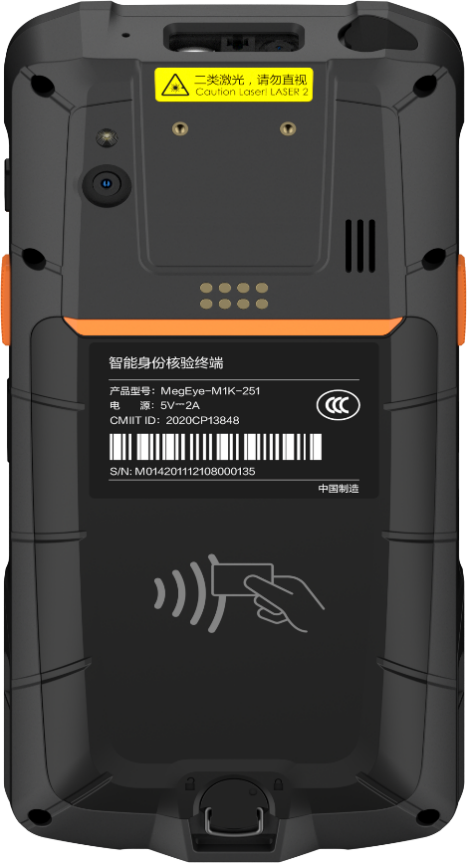 二类激光，请勿直视
Caution Laser! LASER 2
智能身份核验终端
产品型号：MegEye-M1K-251
电 源：5V⎓2A
CMIIT ID：2020CP13848
CCC
S/N: M014201112108000135
中国制造